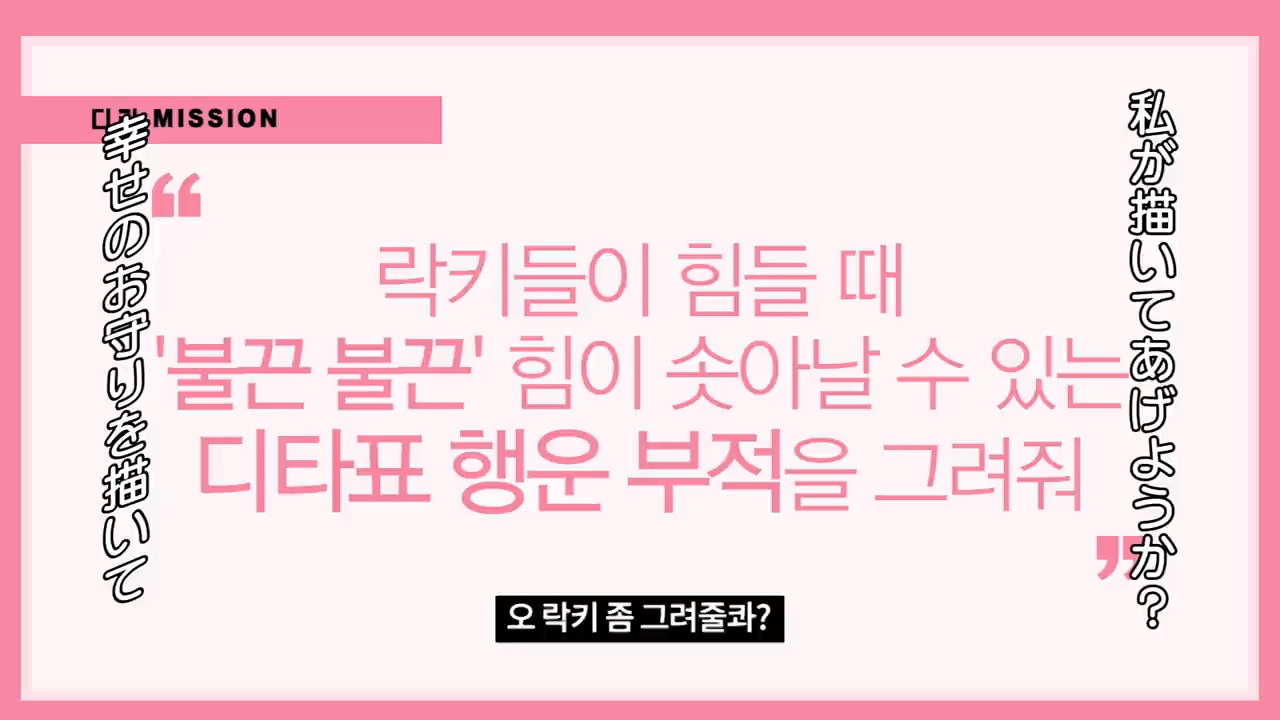 MISSION
락키들이 힘들 때
'불끈 불끈' 힘이 솟아날 수 있는
디타표 행운 부적을 그려줘
오 락키 좀 그려줄콰?
私が描いてあげようか?
幸せのお守りを描いて